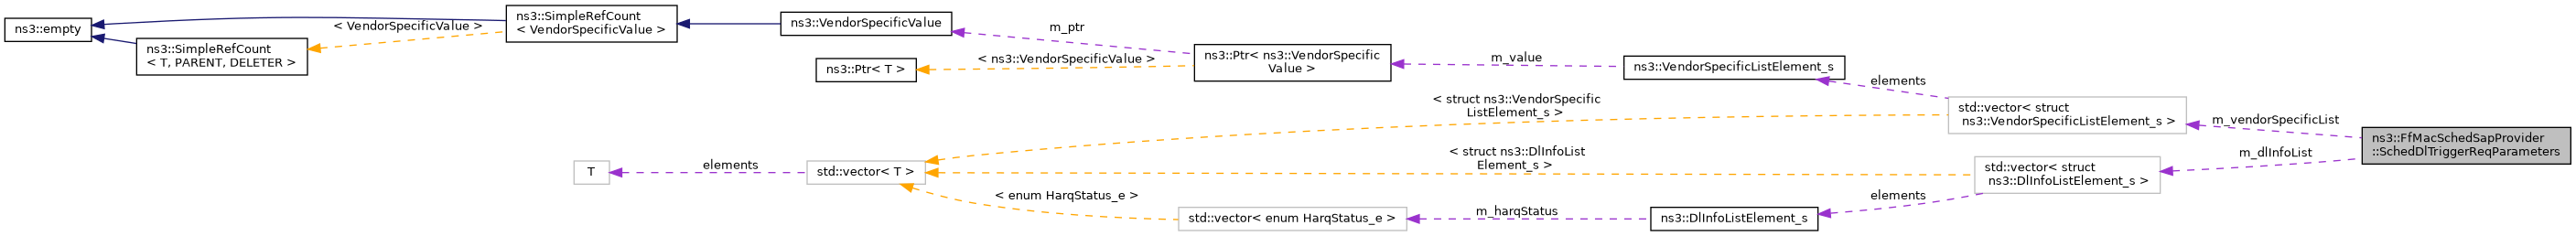 ns3::empty
< VendorSpecificValue >
ns3::SimpleRefCount
< T, PARENT, DELETER >
ns3::SimpleRefCount
< VendorSpecificValue >
ns3::VendorSpecificValue
m_ptr
ns3::Ptr< T >
< ns3::VendorSpecificValue >
ns3::Ptr< ns3::VendorSpecific
Value >
m_value
ns3::VendorSpecificListElement_s
elements
< struct ns3::VendorSpecific
ListElement_s >
std::vector< struct
ns3::VendorSpecificListElement_s >
m_vendorSpecificList
ns3::FfMacSchedSapProvider
::SchedDlTriggerReqParameters
m_dlInfoList
T
elements
std::vector< T >
< struct ns3::DlInfoList
Element_s >
std::vector< struct
ns3::DlInfoListElement_s >
elements
< enum HarqStatus_e >
std::vector< enum HarqStatus_e >
m_harqStatus
ns3::DlInfoListElement_s